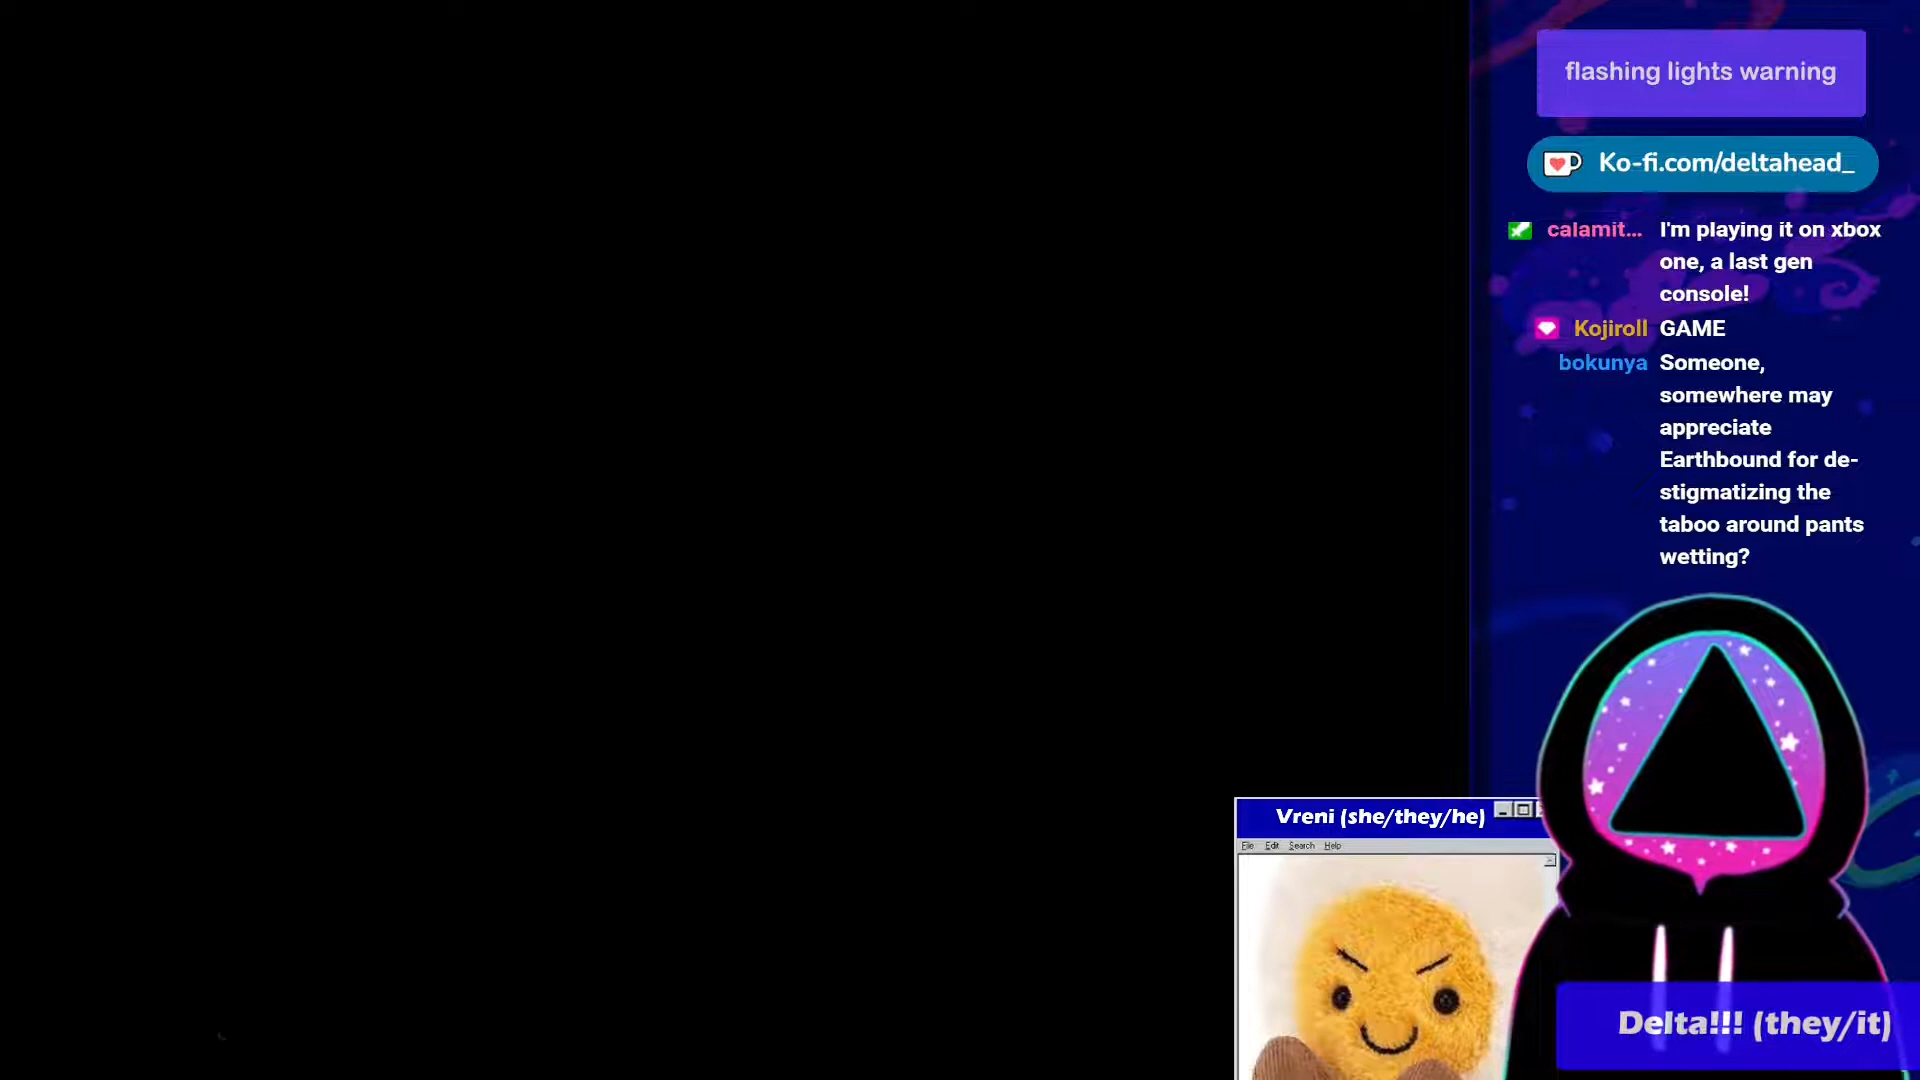 flashing lights warning
Ko-fi.com/deltahead_
calamit... I'm playing it on xbox
one, a last gen
console!
Kojiroll GAME
bokunya Someone,
somewhere may
appreciate
Earthbound for de-
stigmatizing the
taboo around pants
wetting?
Vreni (she/they/he)
File Edit Search Help
Delta!!! (they/it)